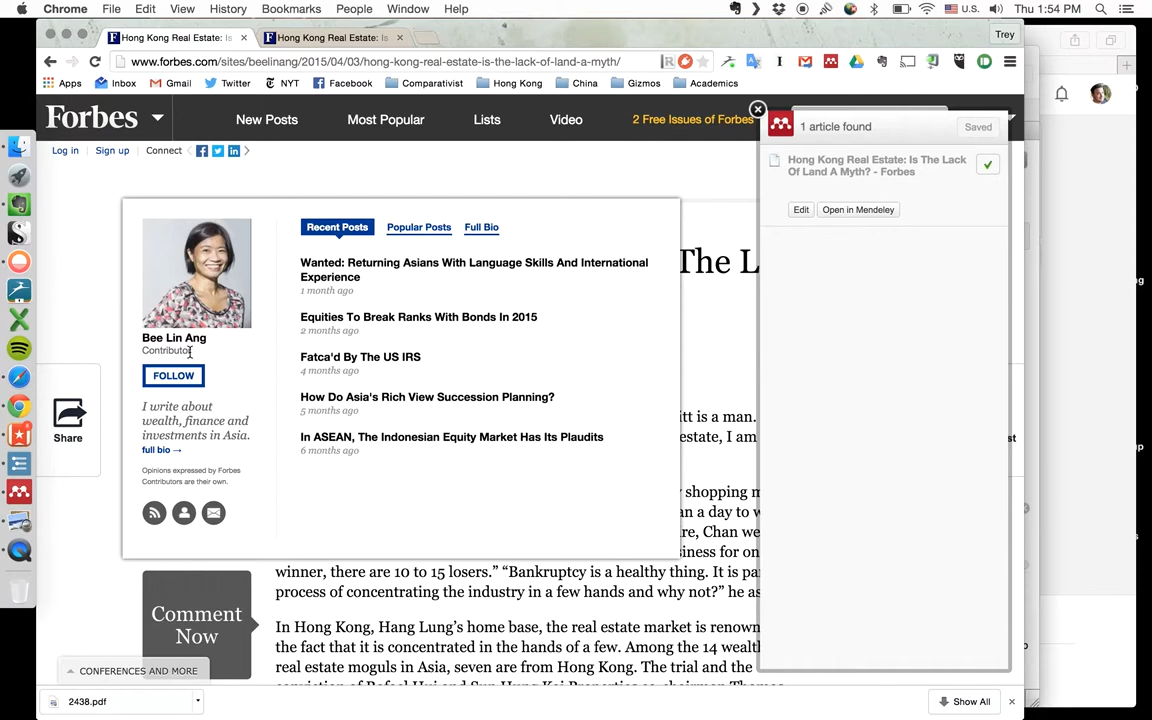 Chrome File Edit View History Bookmarks People Window Help
U.S. Thu 1:54 PM
Hong Kong Real Estate: Is
Hong Kong Real Estate: Is
Trey
www.forbes.com/sites/beelinang/2015/04/03/hong-kong-real-estate-is-the-lack-of-land-a-myth/
Apps Inbox Gmail Twitter NYT Facebook Comparativist Hong Kong China Gizmos Academics
Forbes
New Posts Most Popular Lists Video 2 Free Issues of Forbes
Log in Sign up Connect
1 article found
Saved
Hong Kong Real Estate: Is The Lack
Of Land A Myth? - Forbes
Edit Open in Mendeley
The L
Bee Lin Ang
Contributor
FOLLOW
I write about
wealth, finance and
investments in Asia.
full bio →
Opinions expressed by Forbes
Contributors are their own.
Recent Posts Popular Posts Full Bio
Wanted: Returning Asians With Language Skills And International
Experience
1 month ago
Equities To Break Ranks With Bonds In 2015
2 months ago
Fatca'd By The US IRS
4 months ago
How Do Asia's Rich View Succession Planning?
5 months ago
In ASEAN, The Indonesian Equity Market Has Its Plaudits
6 months ago
Share
itt is a man.
estate, I am
shopping m
an a day to w
re, Chan we
siness for on
winner, there are 10 to 15 losers.” “Bankruptcy is a healthy thing. It is pa
process of concentrating the industry in a few hands and why not?” he as
In Hong Kong, Hang Lung’s home base, the real estate market is renown
the fact that it is concentrated in the hands of a few. Among the 14 wealt
real estate moguls in Asia, seven are from Hong Kong. The trial and the
Comment
Now
CONFERENCES AND MORE
2438.pdf
Show All